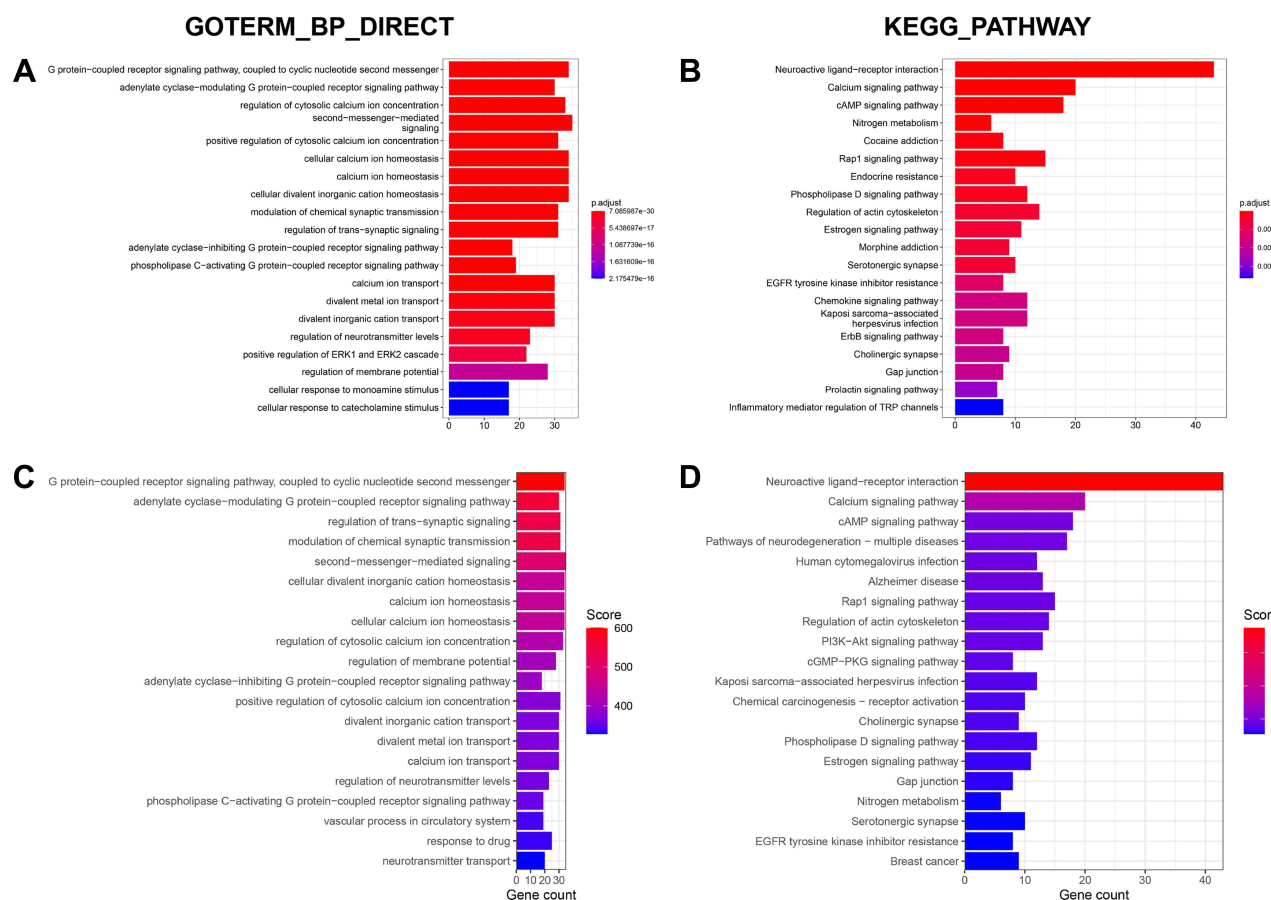 GOTERM_BP_DIRECT
KEGG_PATHWAY
A
G protein−coupled receptor signaling pathway, coupled to cyclic nucleotide second messenger
adenylate cyclase−modulating G protein−coupled receptor signaling pathway
regulation of cytosolic calcium ion concentration
second−messenger−mediated
signaling
positive regulation of cytosolic calcium ion concentration
cellular calcium ion homeostasis
calcium ion homeostasis
cellular divalent inorganic cation homeostasis
modulation of chemical synaptic transmission
regulation of trans−synaptic signaling
adenylate cyclase−inhibiting G protein−coupled receptor signaling pathway
phospholipase C−activating G protein−coupled receptor signaling pathway
calcium ion transport
divalent metal ion transport
divalent inorganic cation transport
regulation of neurotransmitter levels
positive regulation of ERK1 and ERK2 cascade
regulation of membrane potential
cellular response to monoamine stimulus
cellular response to catecholamine stimulus
0 10 20 30
p.adjust
7.085987e−30
5.438697e−17
1.087739e−16
1.631609e−16
2.175479e−16
B
Neuroactive ligand−receptor interaction
Calcium signaling pathway
cAMP signaling pathway
Nitrogen metabolism
Cocaine addiction
Rap1 signaling pathway
Endocrine resistance
Phospholipase D signaling pathway
Regulation of actin cytoskeleton
Estrogen signaling pathway
Morphine addiction
Serotonergic synapse
EGFR tyrosine kinase inhibitor resistance
Chemokine signaling pathway
Kaposi sarcoma−associated
herpesvirus infection
ErbB signaling pathway
Cholinergic synapse
Gap junction
Prolactin signaling pathway
Inflammatory mediator regulation of TRP channels
0 10 20 30 40
p.adjust
0.00
0.00
0.00
C
G protein−coupled receptor signaling pathway, coupled to cyclic nucleotide second messenger
adenylate cyclase−modulating G protein−coupled receptor signaling pathway
regulation of trans−synaptic signaling
modulation of chemical synaptic transmission
second−messenger−mediated signaling
cellular divalent inorganic cation homeostasis
calcium ion homeostasis
cellular calcium ion homeostasis
regulation of cytosolic calcium ion concentration
regulation of membrane potential
adenylate cyclase−inhibiting G protein−coupled receptor signaling pathway
positive regulation of cytosolic calcium ion concentration
divalent inorganic cation transport
divalent metal ion transport
calcium ion transport
regulation of neurotransmitter levels
phospholipase C−activating G protein−coupled receptor signaling pathway
vascular process in circulatory system
response to drug
neurotransmitter transport
0 10 20 30
Gene count
Score
600
500
400
D
Neuroactive ligand−receptor interaction
Calcium signaling pathway
cAMP signaling pathway
Pathways of neurodegeneration − multiple diseases
Human cytomegalovirus infection
Alzheimer disease
Rap1 signaling pathway
Regulation of actin cytoskeleton
PI3K−Akt signaling pathway
cGMP−PKG signaling pathway
Kaposi sarcoma−associated herpesvirus infection
Chemical carcinogenesis − receptor activation
Cholinergic synapse
Phospholipase D signaling pathway
Estrogen signaling pathway
Gap junction
Nitrogen metabolism
Serotonergic synapse
EGFR tyrosine kinase inhibitor resistance
Breast cancer
0 10 20 30 40
Gene count
Scor